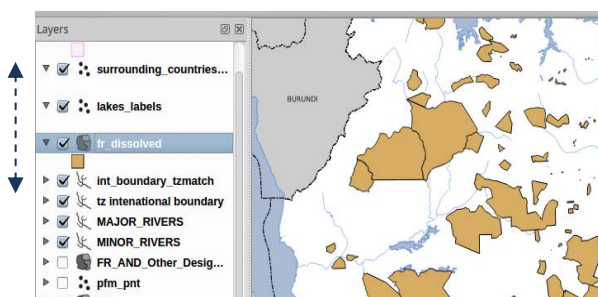 Layers
surrounding_countries...
lakes_labels
fr_dissolved
int_boundary_tzmatch
tz intenational boundary
MAJOR_RIVERS
MINOR_RIVERS
FR_AND_Other_Desig...
pfm_pnt
BURUNDI